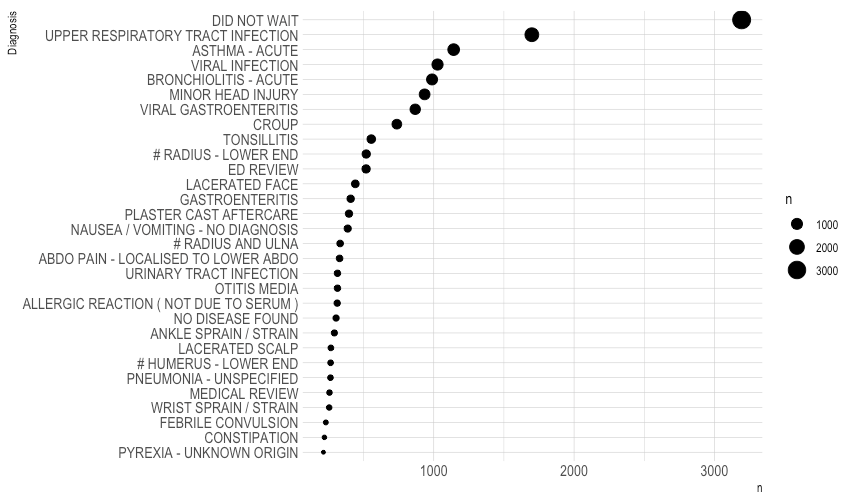 Diagnosis
DID NOT WAIT
UPPER RESPIRATORY TRACT INFECTION
ASTHMA - ACUTE
VIRAL INFECTION
BRONCHIOLITIS - ACUTE
MINOR HEAD INJURY
VIRAL GASTROENTERITIS
CROUP
TONSILLITIS
# RADIUS - LOWER END
ED REVIEW
LACERATED FACE
GASTROENTERITIS
PLASTER CAST AFTERCARE
NAUSEA / VOMITING - NO DIAGNOSIS
# RADIUS AND ULNA
ABDO PAIN - LOCALISED TO LOWER ABDO
URINARY TRACT INFECTION
OTITIS MEDIA
ALLERGIC REACTION ( NOT DUE TO SERUM )
NO DISEASE FOUND
ANKLE SPRAIN / STRAIN
LACERATED SCALP
# HUMERUS - LOWER END
PNEUMONIA - UNSPECIFIED
MEDICAL REVIEW
WRIST SPRAIN / STRAIN
FEBRILE CONVULSION
CONSTIPATION
PYREXIA - UNKNOWN ORIGIN
1000 2000 3000
n
n
1000
2000
3000